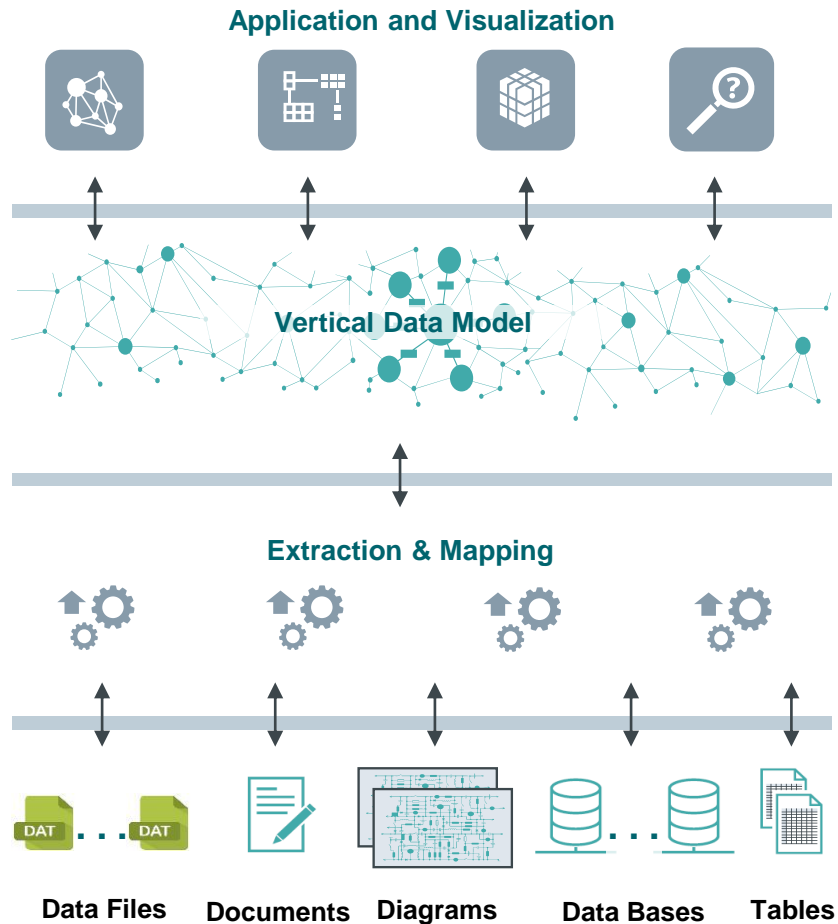 Application and Visualization
?
Vertical Data Model
Extraction & Mapping
DAT ... DAT
...
Data Files
Documents
Diagrams
Data Bases
Tables